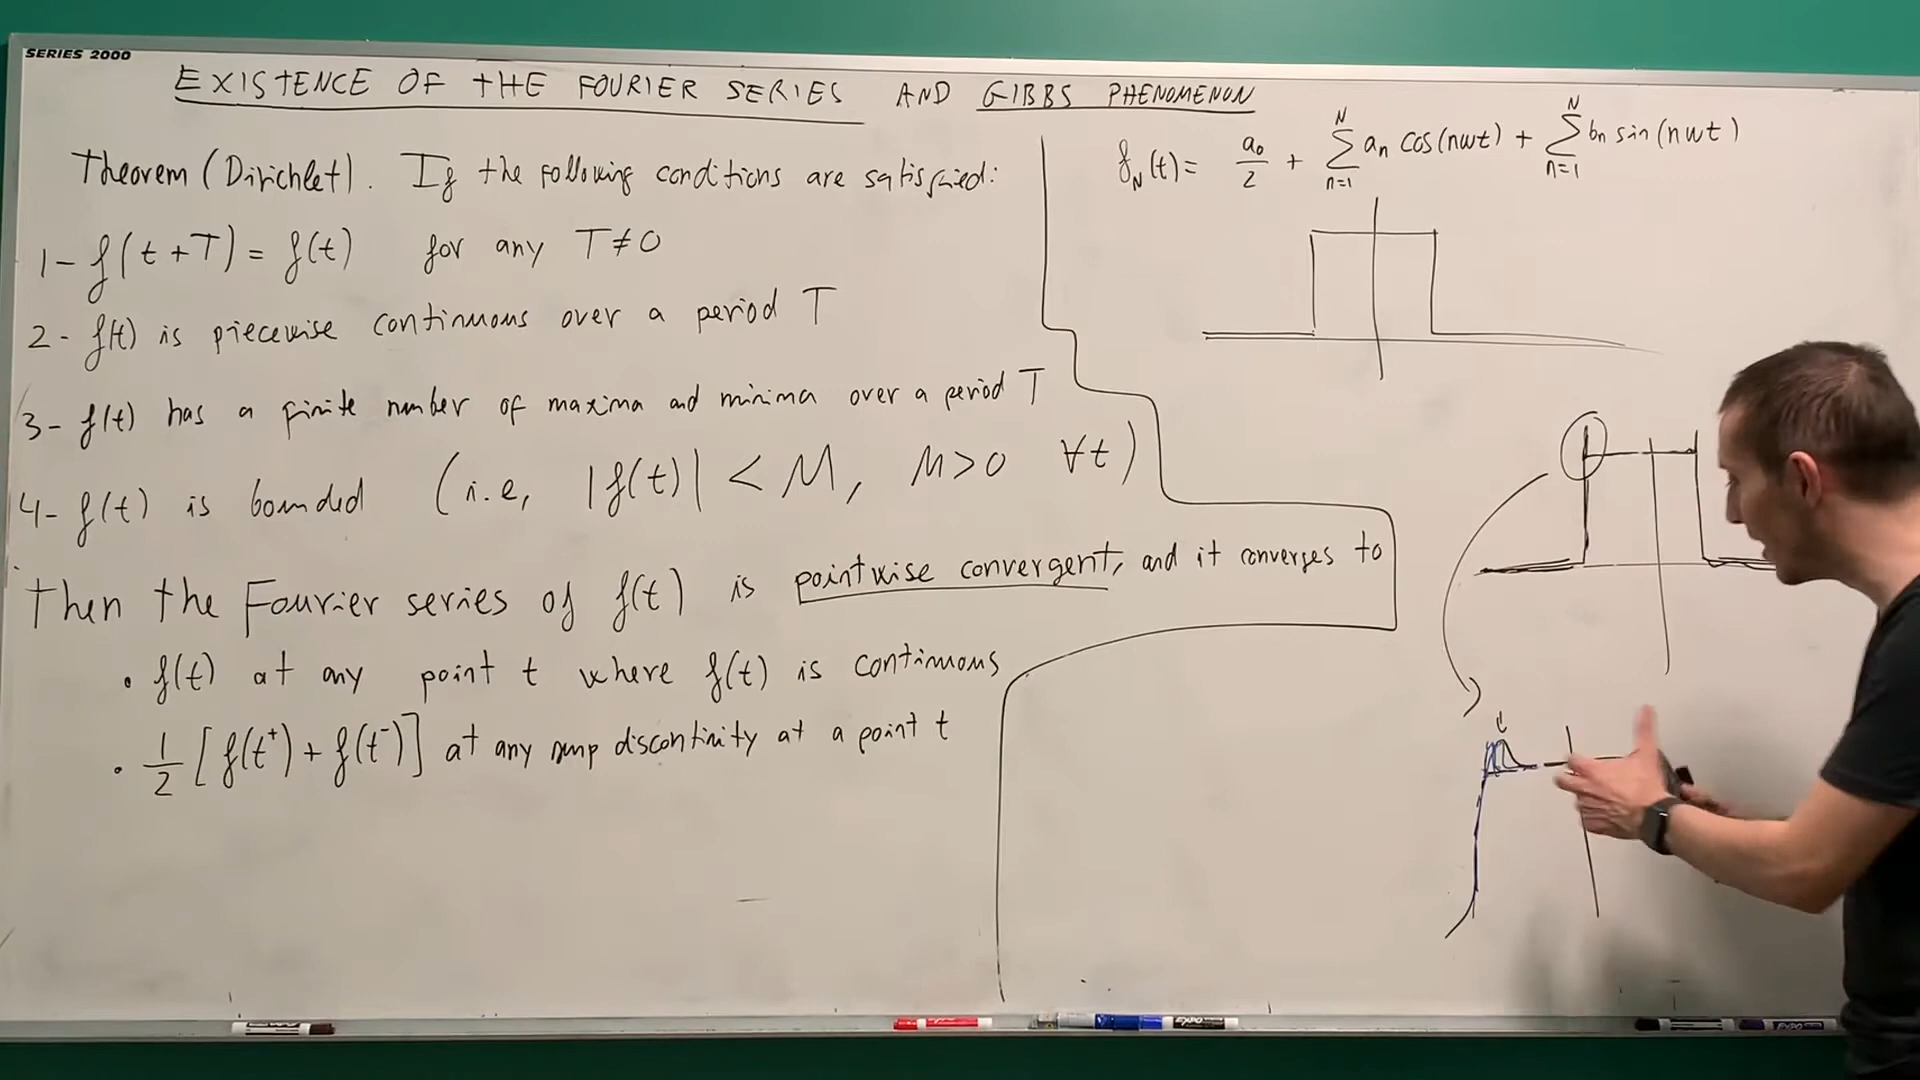 SERIES 2000
EXISTENCE OF THE FOURIER SERIES AND GIBBS PHENOMENON
Theorem (Dirichlet). If the following conditions are satisfied:
1- f(t+T) = f(t) for any T≠0
2- f(t) is piecewise continuous over a period T
3- f(t) has a finite number of maxima and minima over a period T
4- f(t) is bounded (i.e, |f(t)| < M, M>0 ∀t)
Then the Fourier series of f(t) is pointwise convergent, and it converges to
• f(t) at any point t where f(t) is continuous
• 1/2 [f(t⁺) + f(t⁻)] at any jump discontinity at a point t
f_N(t) = a₀/2 + Σ_{n=1}^{N} aₙ cos(nωt) + Σ_{n=1}^{N} bₙ sin(nωt)